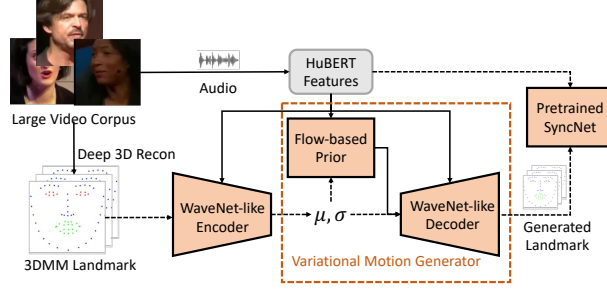 Large Video Corpus
Audio
HuBERT
Features
Pretrained
SyncNet
Deep 3D Recon
Flow-based
Prior
WaveNet-like
Encoder
μ, σ
WaveNet-like
Decoder
Generated
Landmark
3DMM Landmark
Variational Motion Generator